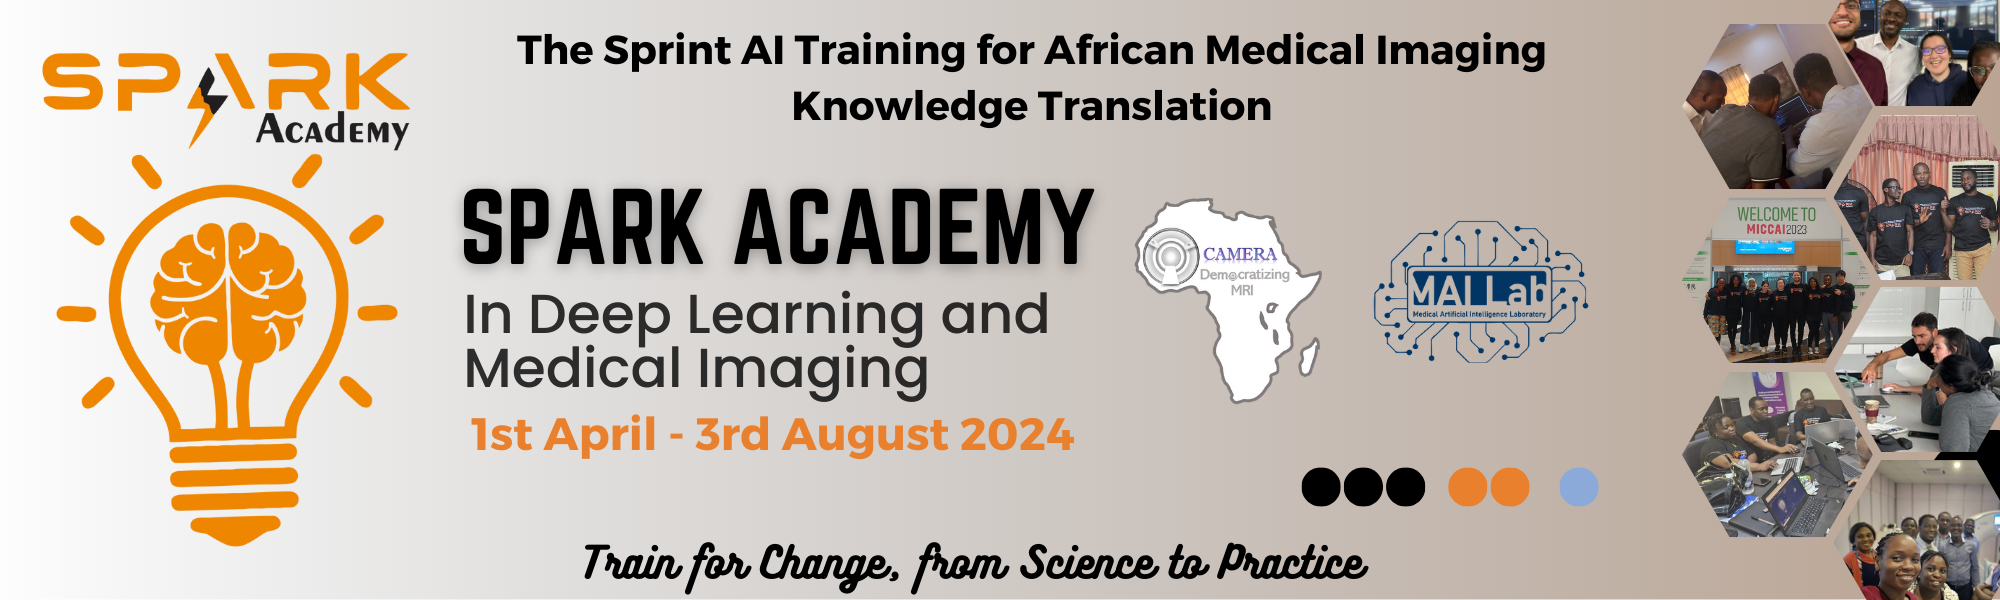 SPARK
ACADEMY
The Sprint AI Training for African Medical Imaging
Knowledge Translation
SPARK ACADEMY
In Deep Learning and
Medical Imaging
1st April - 3rd August 2024
CAMERA
Democratizing
MRI
MAI Lab
Medical Artificial Intelligence Laboratory
WELCOME TO
MICCAI2023
Train for Change, from Science to Practice